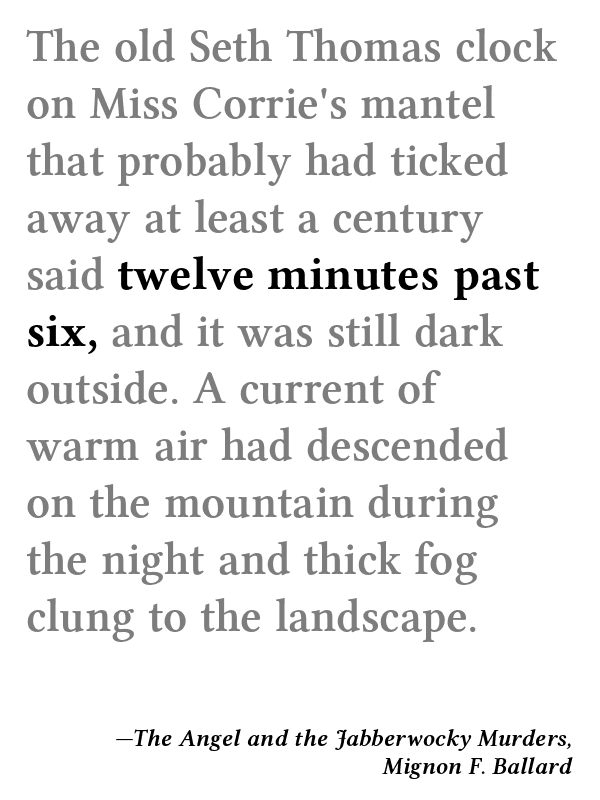 The old Seth Thomas clock
on Miss Corrie's mantel
that probably had ticked
away at least a century
said twelve minutes past
six, and it was still dark
outside. A current of
warm air had descended
on the mountain during
the night and thick fog
clung to the landscape.
—The Angel and the Jabberwocky Murders,
Mignon F. Ballard